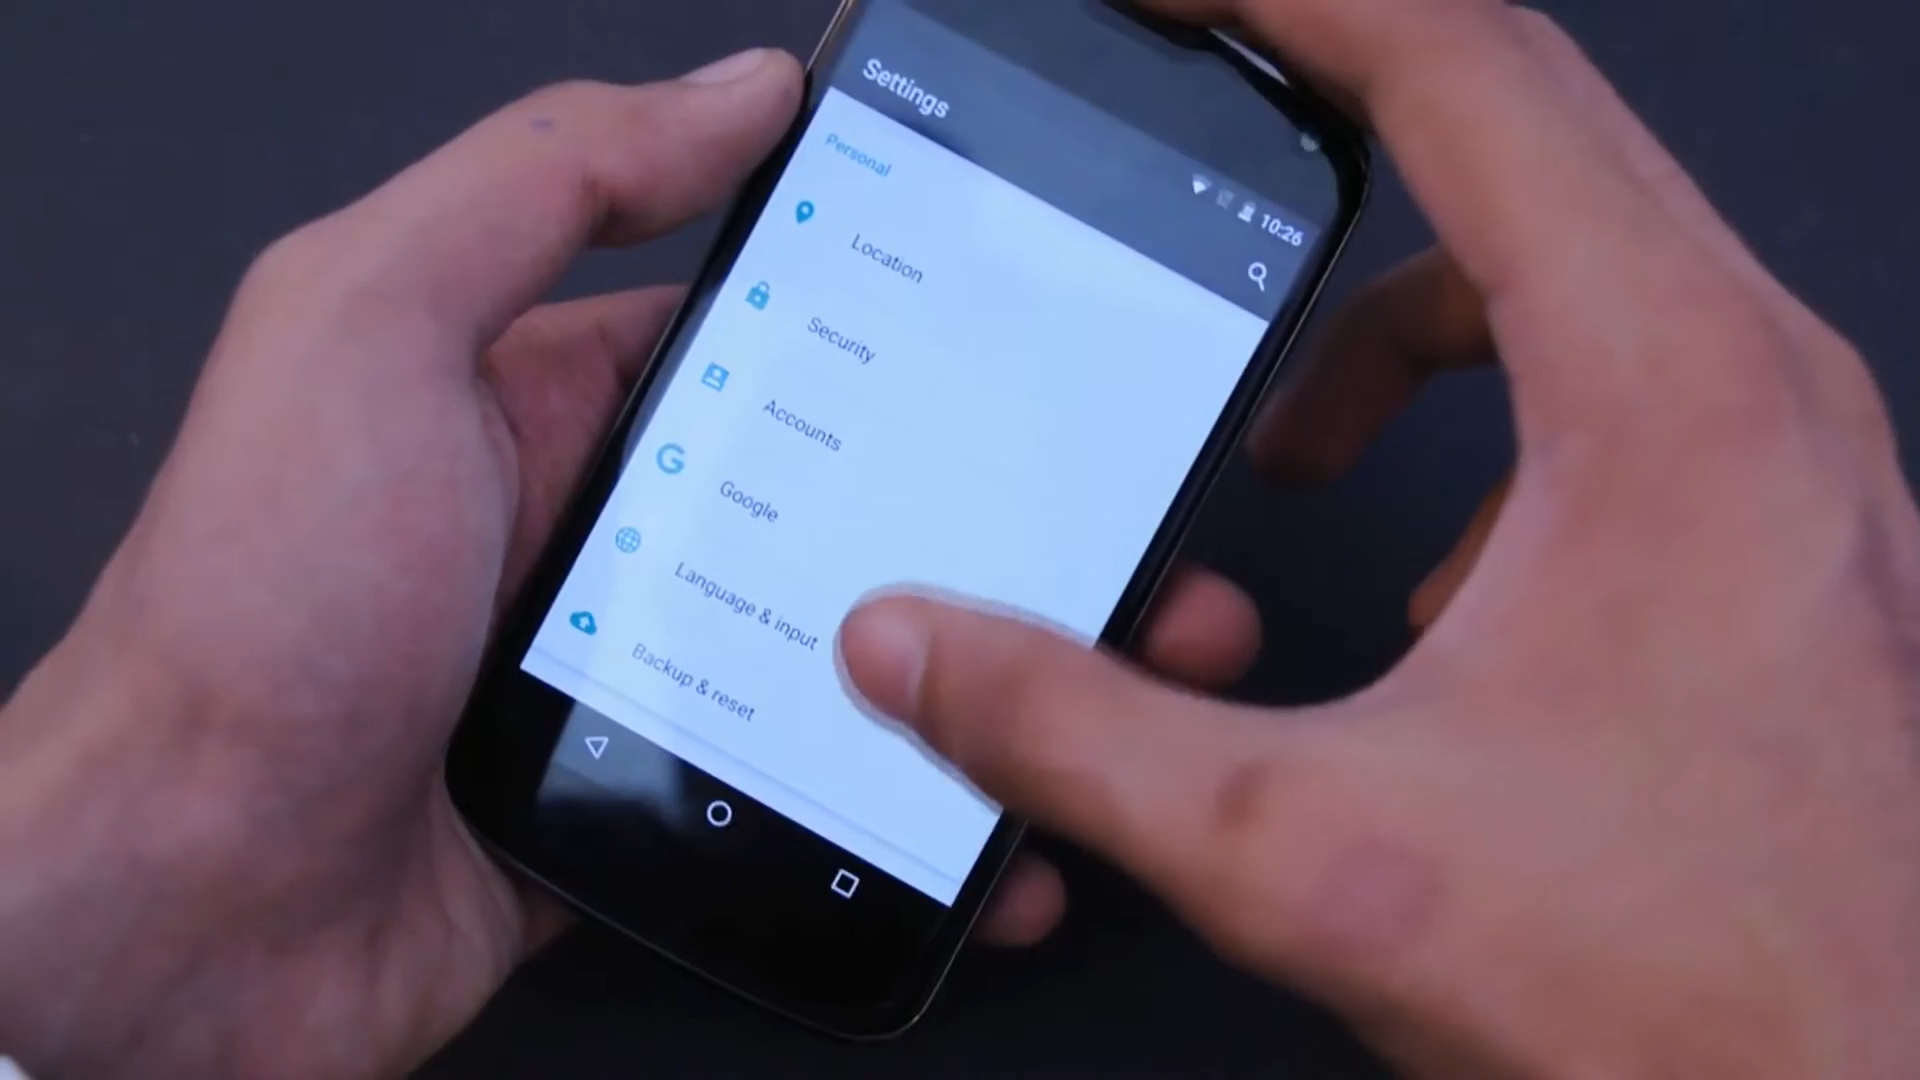 10:26
Settings
Personal
Location
Security
Accounts
Google
Language & input
Backup & reset